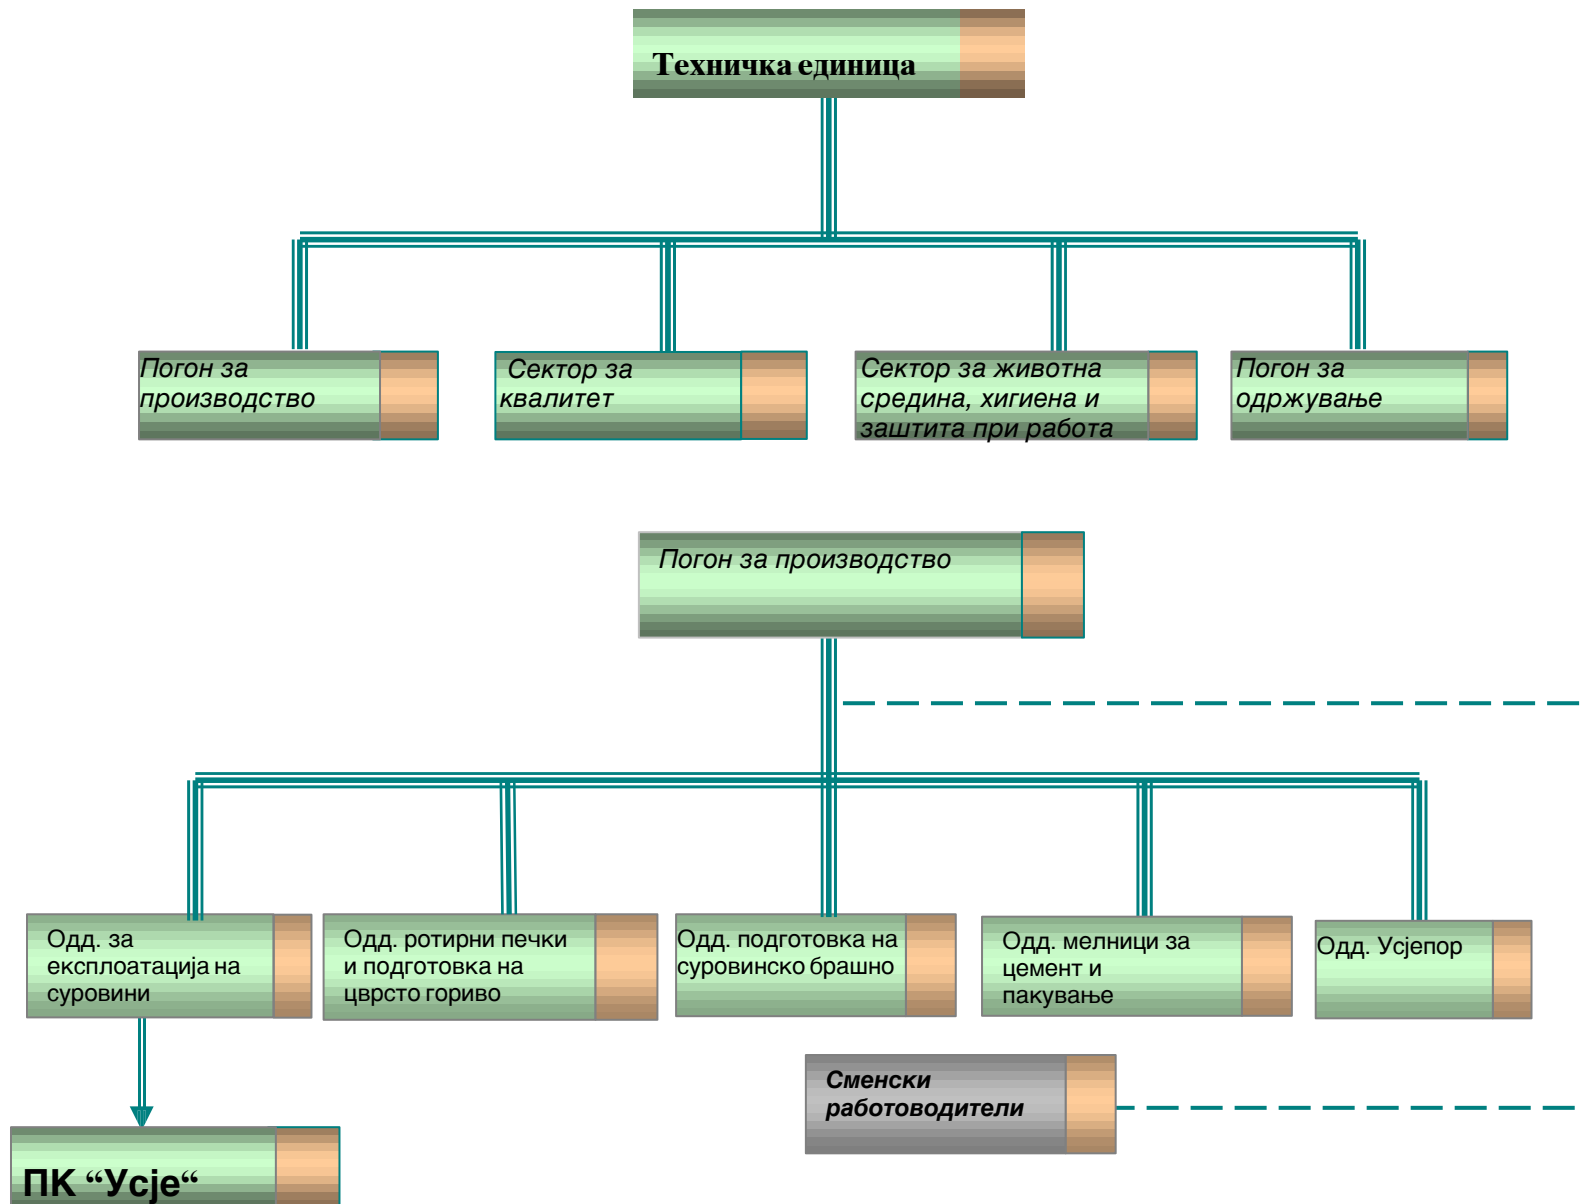 Техничка единица
Погон за
производство
Сектор за
квалитет
Сектор за животна
средина, хигиена и
заштита при работа
Погон за
одржување
Погон за производство
Одд. за
експлоатација на
суровини
Одд. ротирни печки
и подготовка на
цврсто гориво
Одд. подготовка на
суровинско брашно
Одд. мелници за
цемент и
пакување
Одд. Усјепор
Сменски
работоводители
ПК “Усје“